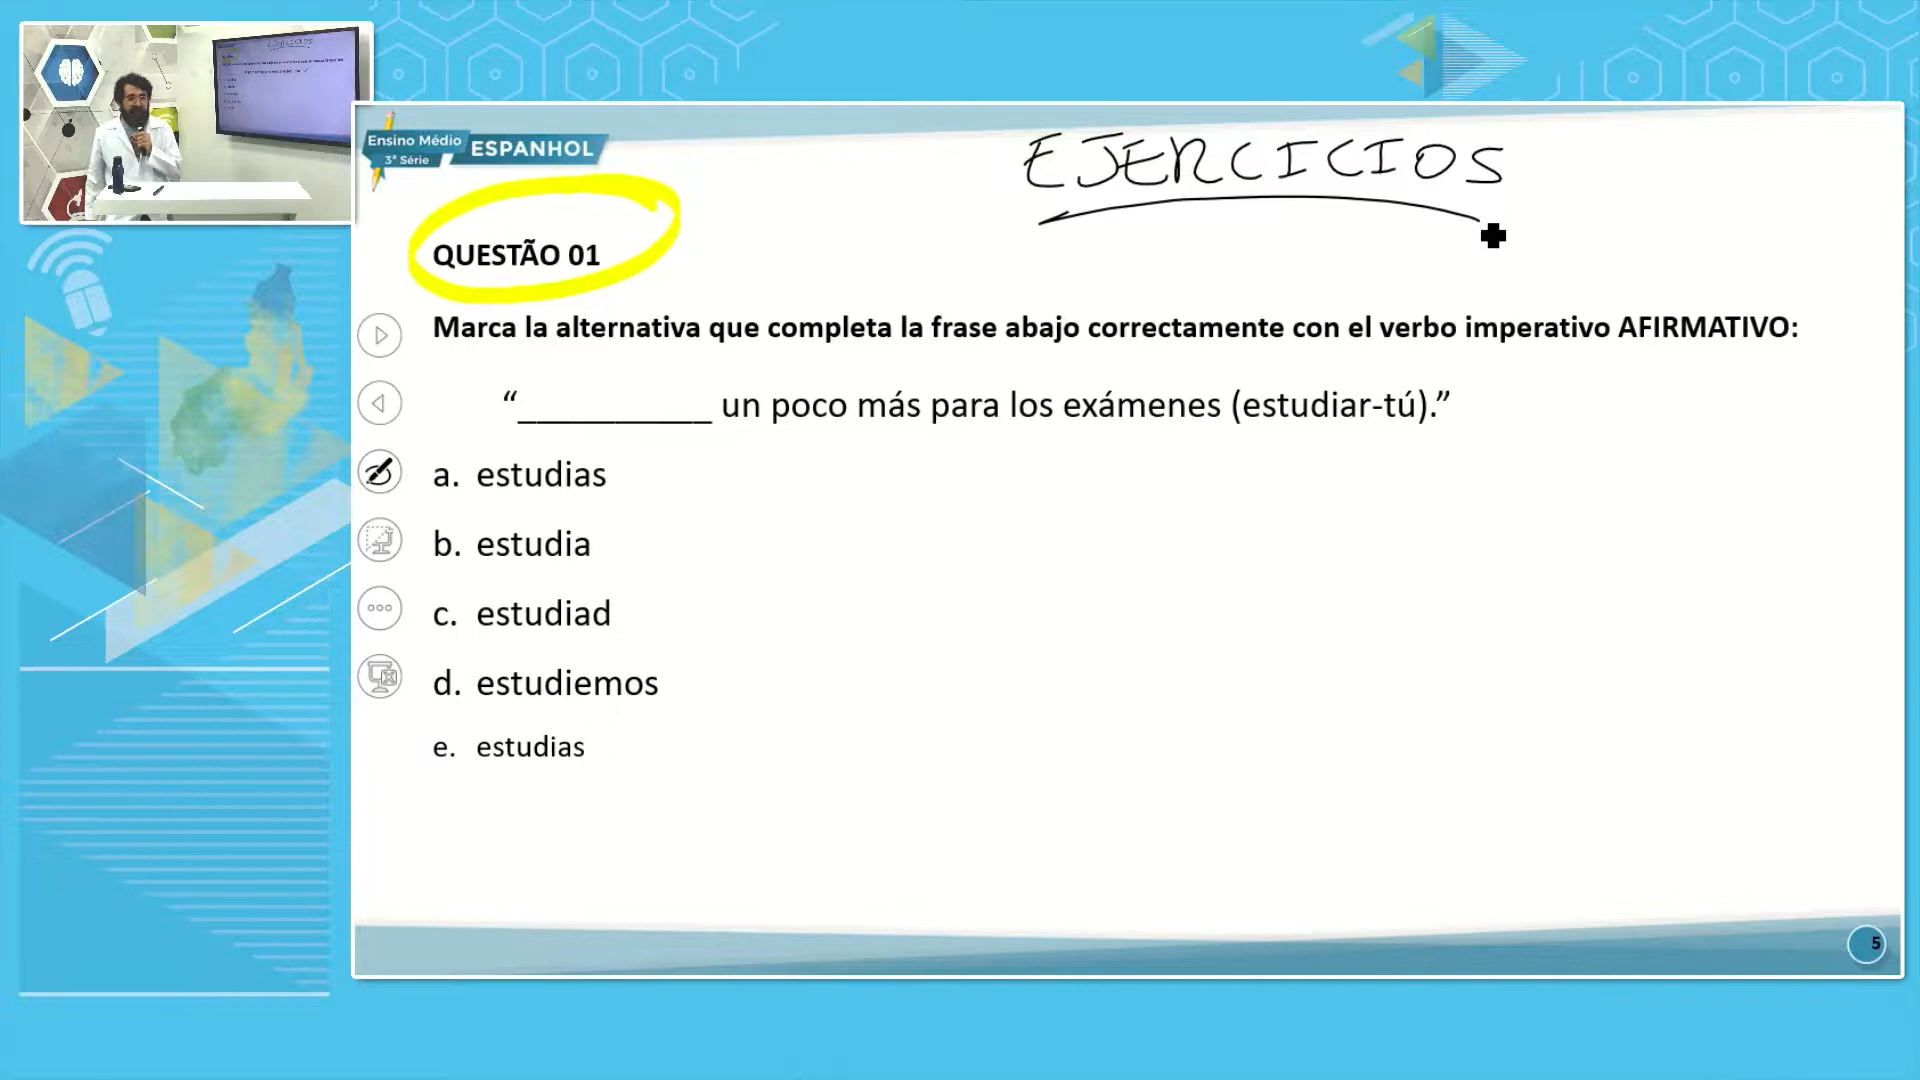 EJERCICIOS
Ensino Médio
3ª Série
ESPANHOL
QUESTÃO 01
Marca la alternativa que completa la frase abajo correctamente con el verbo imperativo AFIRMATIVO:
“__________ un poco más para los exámenes (estudiar-tú).”
a. estudias
b. estudia
c. estudiad
d. estudiemos
e. estudias
5